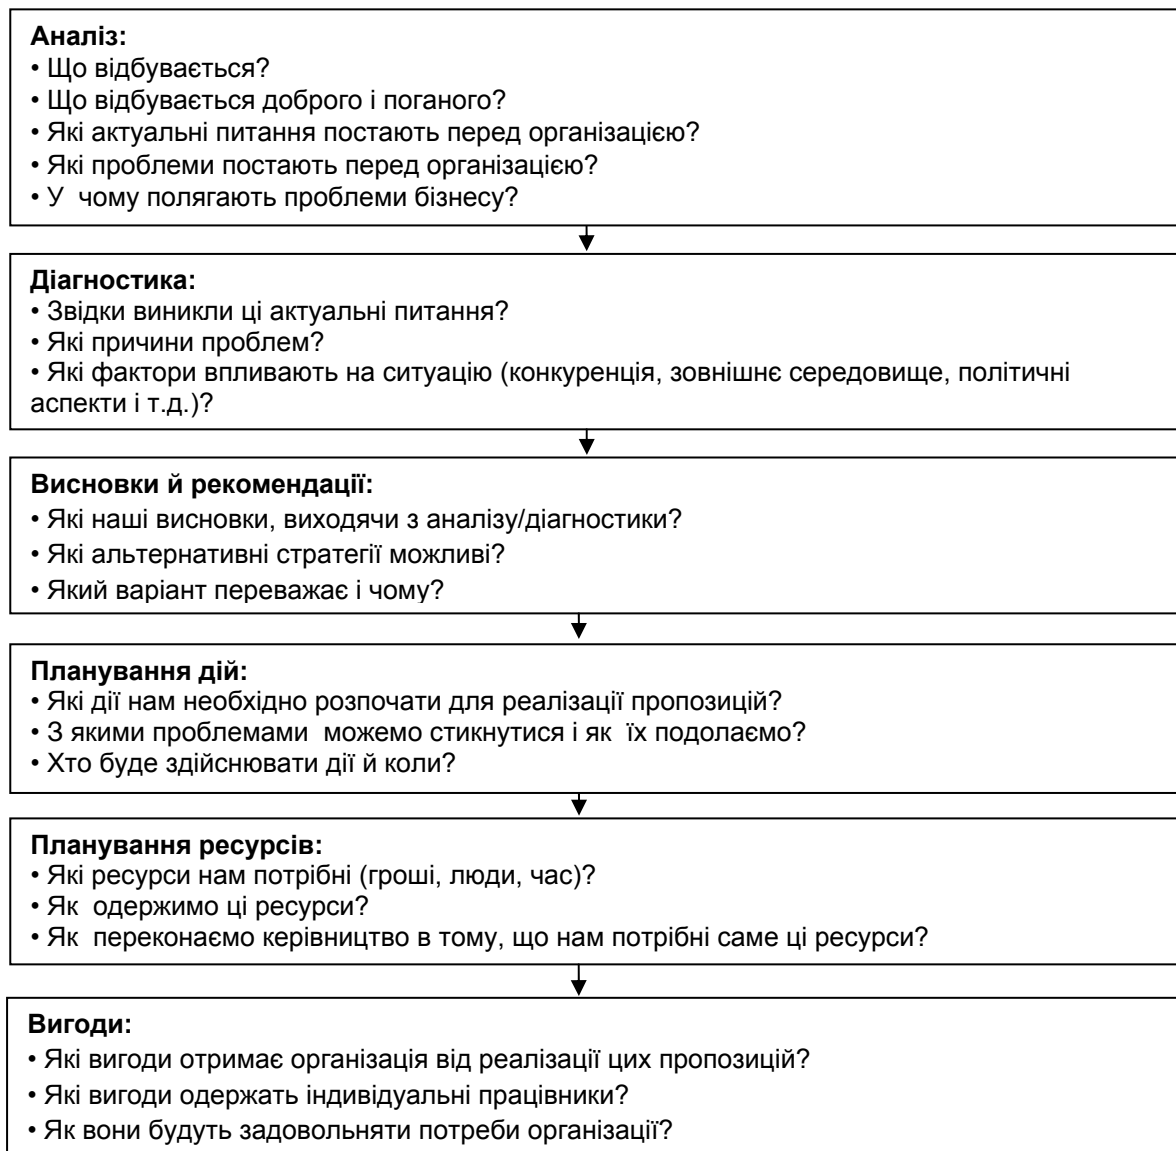 Аналіз:
• Що відбувається?
• Що відбувається доброго і поганого?
• Які актуальні питання постають перед організацією?
• Які проблеми постають перед організацією?
• У чому полягають проблеми бізнесу?
Діагностика:
• Звідки виникли ці актуальні питання?
• Які причини проблем?
• Які фактори впливають на ситуацію (конкуренція, зовнішнє середовище, політичні
аспекти і т.д.)?
Висновки й рекомендації:
• Які наші висновки, виходячи з аналізу/діагностики?
• Які альтернативні стратегії можливі?
• Який варіант переважає і чому?
Планування дій:
• Які дії нам необхідно розпочати для реалізації пропозицій?
• З якими проблемами можемо стикнутися і як їх подолаємо?
• Хто буде здійснювати дії й коли?
Планування ресурсів:
• Які ресурси нам потрібні (гроші, люди, час)?
• Як одержимо ці ресурси?
• Як переконаємо керівництво в тому, що нам потрібні саме ці ресурси?
Вигоди:
• Які вигоди отримає організація від реалізації цих пропозицій?
• Які вигоди одержать індивідуальні працівники?
• Як вони будуть задовольняти потреби організації?